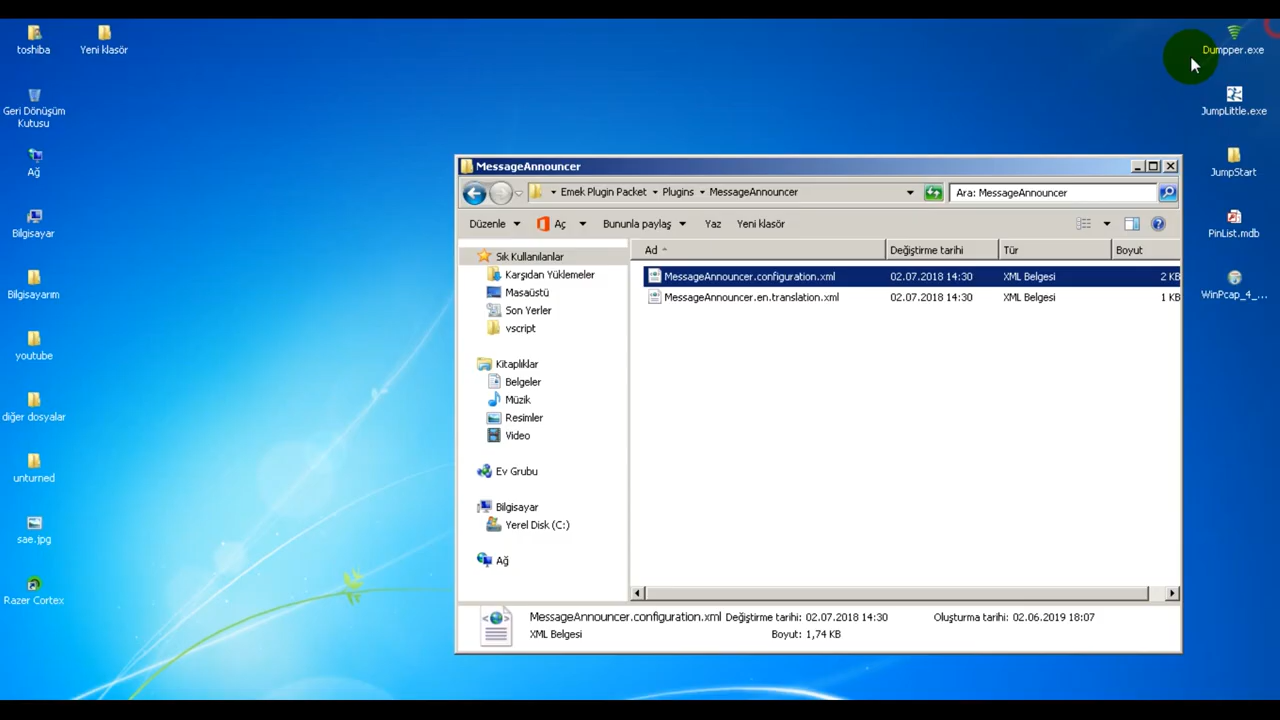 toshiba
Yeni klasör
Geri Dönüşüm
Kutusu
Ağ
Bilgisayar
Bilgisayarım
youtube
diğer dosyalar
unturned
sae.jpg
Razer Cortex
MessageAnnouncer
Emek Plugin Packet Plugins MessageAnnouncer
Ara: MessageAnnouncer
Düzenle Aç Bununla paylaş Yaz Yeni klasör
Sık Kullanılanlar
Karşıdan Yüklemeler
Masaüstü
Son Yerler
vscript
Kitaplıklar
Belgeler
Müzik
Resimler
Video
Ev Grubu
Bilgisayar
Yerel Disk (C:)
Ağ
Ad Değiştirme tarihi Tür Boyut
MessageAnnouncer.configuration.xml 02.07.2018 14:30 XML Belgesi 2 KB
MessageAnnouncer.en.translation.xml 02.07.2018 14:30 XML Belgesi 1 KB
MessageAnnouncer.configuration.xml Değiştirme tarihi: 02.07.2018 14:30 Oluşturma tarihi: 02.06.2019 18:07
XML Belgesi Boyut: 1,74 KB
Dumpper.exe
JumpLittle.exe
JumpStart
PinList.mdb
WinPcap_4_...